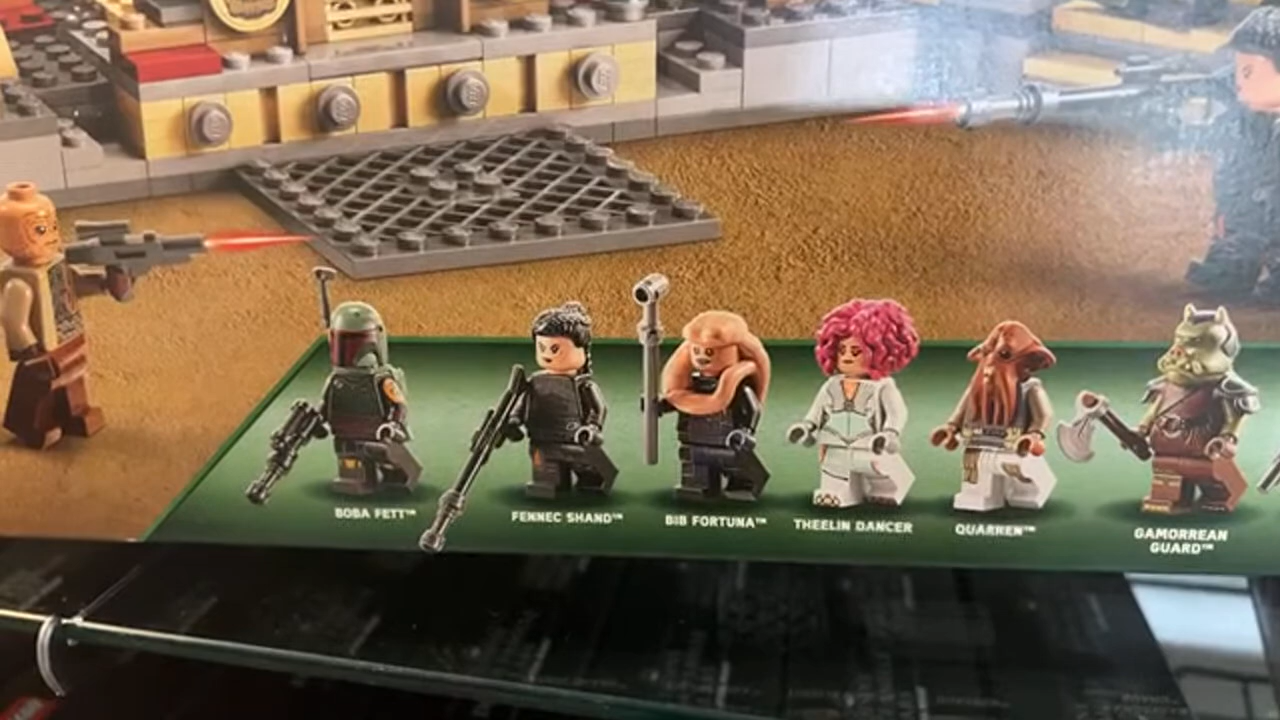 BOBA FETT™
FENNEC SHAND™
BIB FORTUNA™
THEELIN DANCER
QUARREN™
GAMORREAN
GUARD™